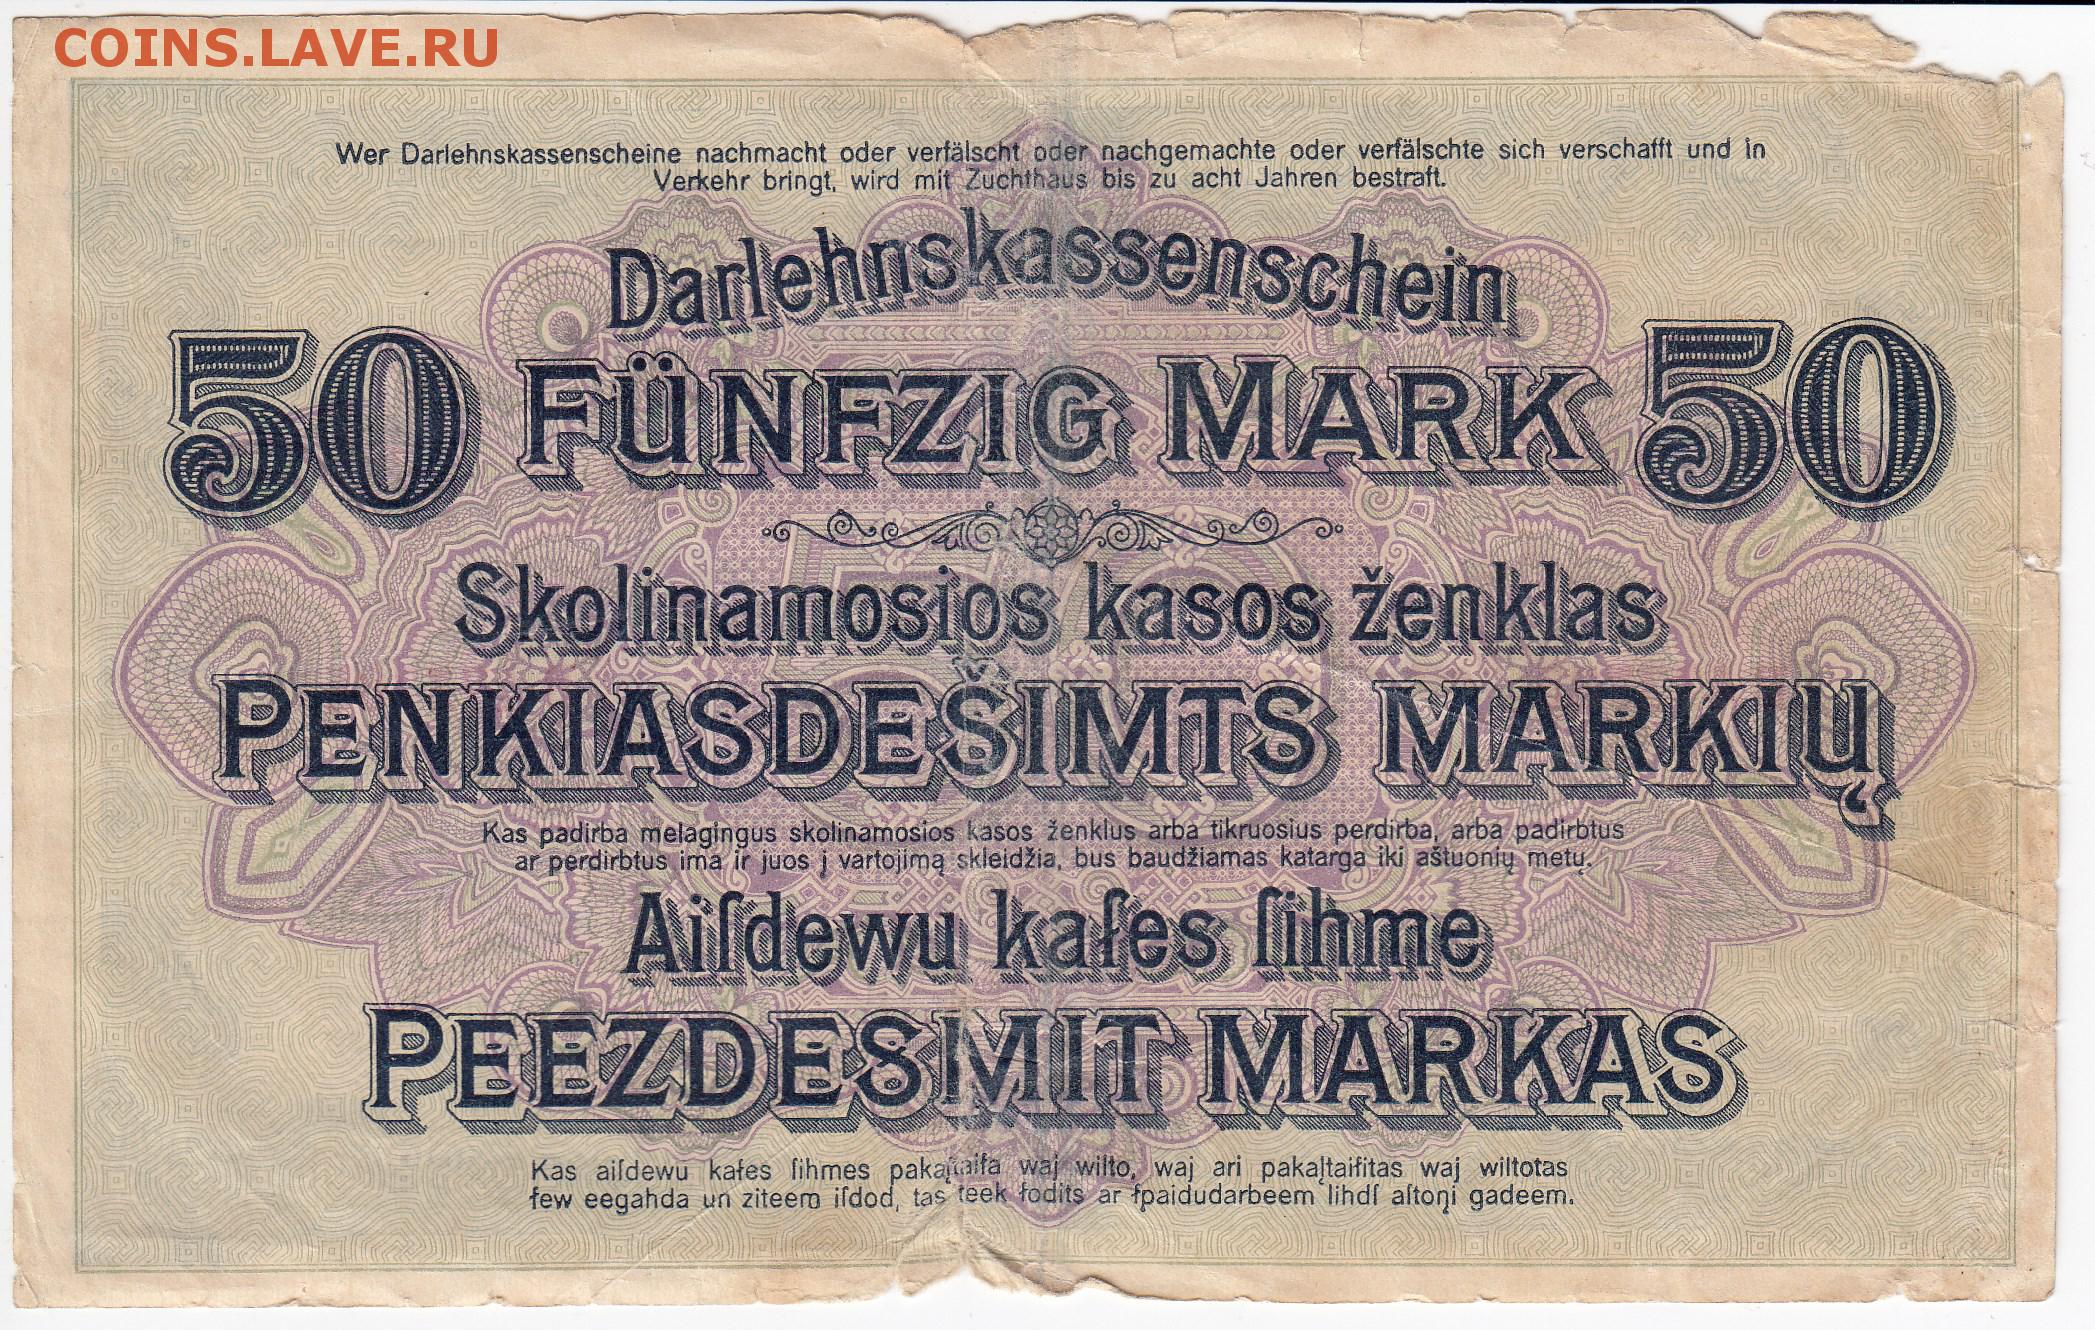 COINS.LAVE.RU
Wer Darlehnskassenscheine nachmacht oder verfälscht oder nachgemachte oder verfälschte sich verschafft und in
Verkehr bringt, wird mit Zuchthaus bis zu acht Jahren bestraft.
Darlehnskassenschein
50 FÜNFZIG MARK 50
Skolinamosios kasos ženklas
PENKIASDEŠIMTS MARKIŲ
Kas padirba melagingus skolinamosios kasos ženklus arba tikruosius perdirba, arba padirbtus
ar perdirbtus ima ir juos į vartojimą skleidžia, bus baudžiamas katarga iki aštuonių metų.
Aiſdewu kaſes ſihme
PEEZDESMIT MARKAS
Kas aiſdewu kaſes ſihmes pakaļtaiſa waj wilto, waj ari pakaļtaiſitas waj wiltotas
ſew eegahda un ziteem iſdod, tas teek ſodits ar ſpaidudarbeem lihdſ aſtoņi gadeem.